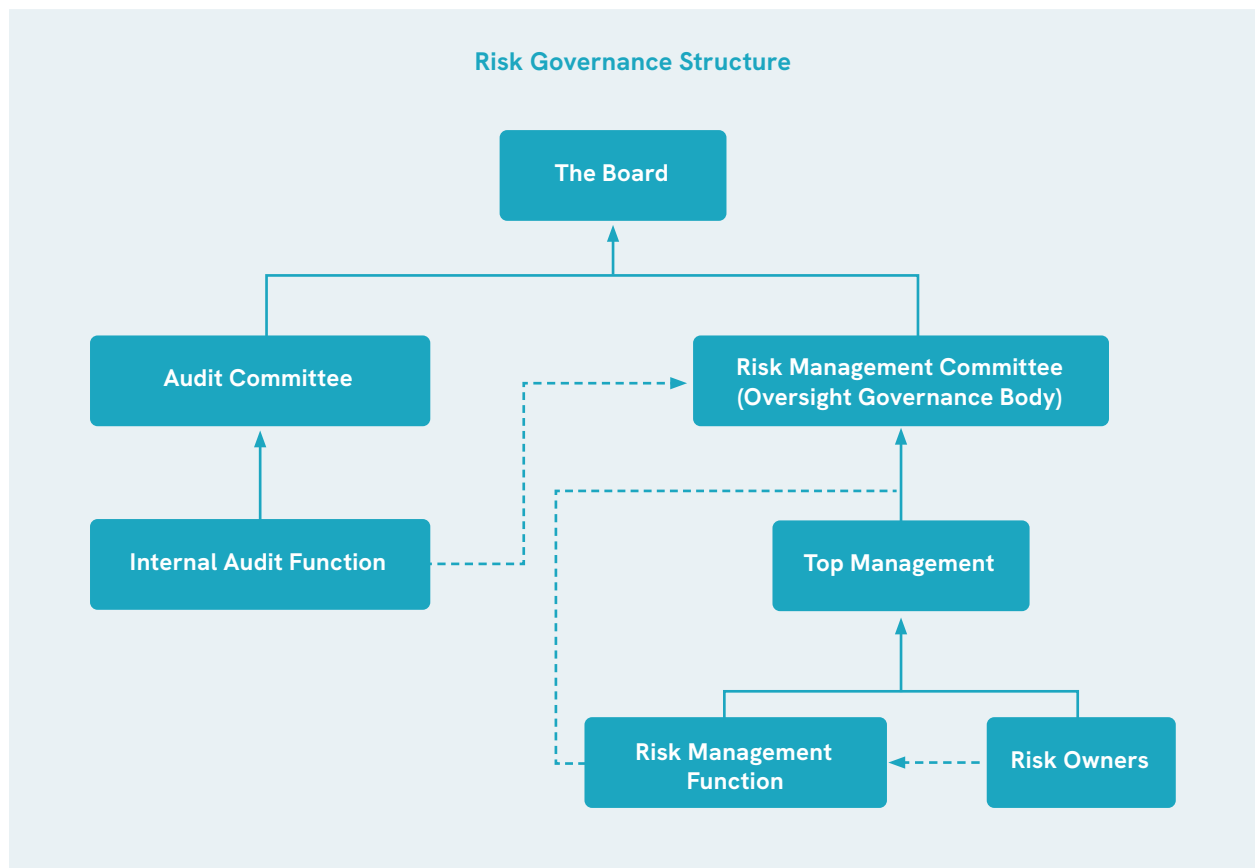 Risk Governance Structure
The Board
Audit Committee
Risk Management Committee
(Oversight Governance Body)
Internal Audit Function
Top Management
Risk Management
Function
Risk Owners